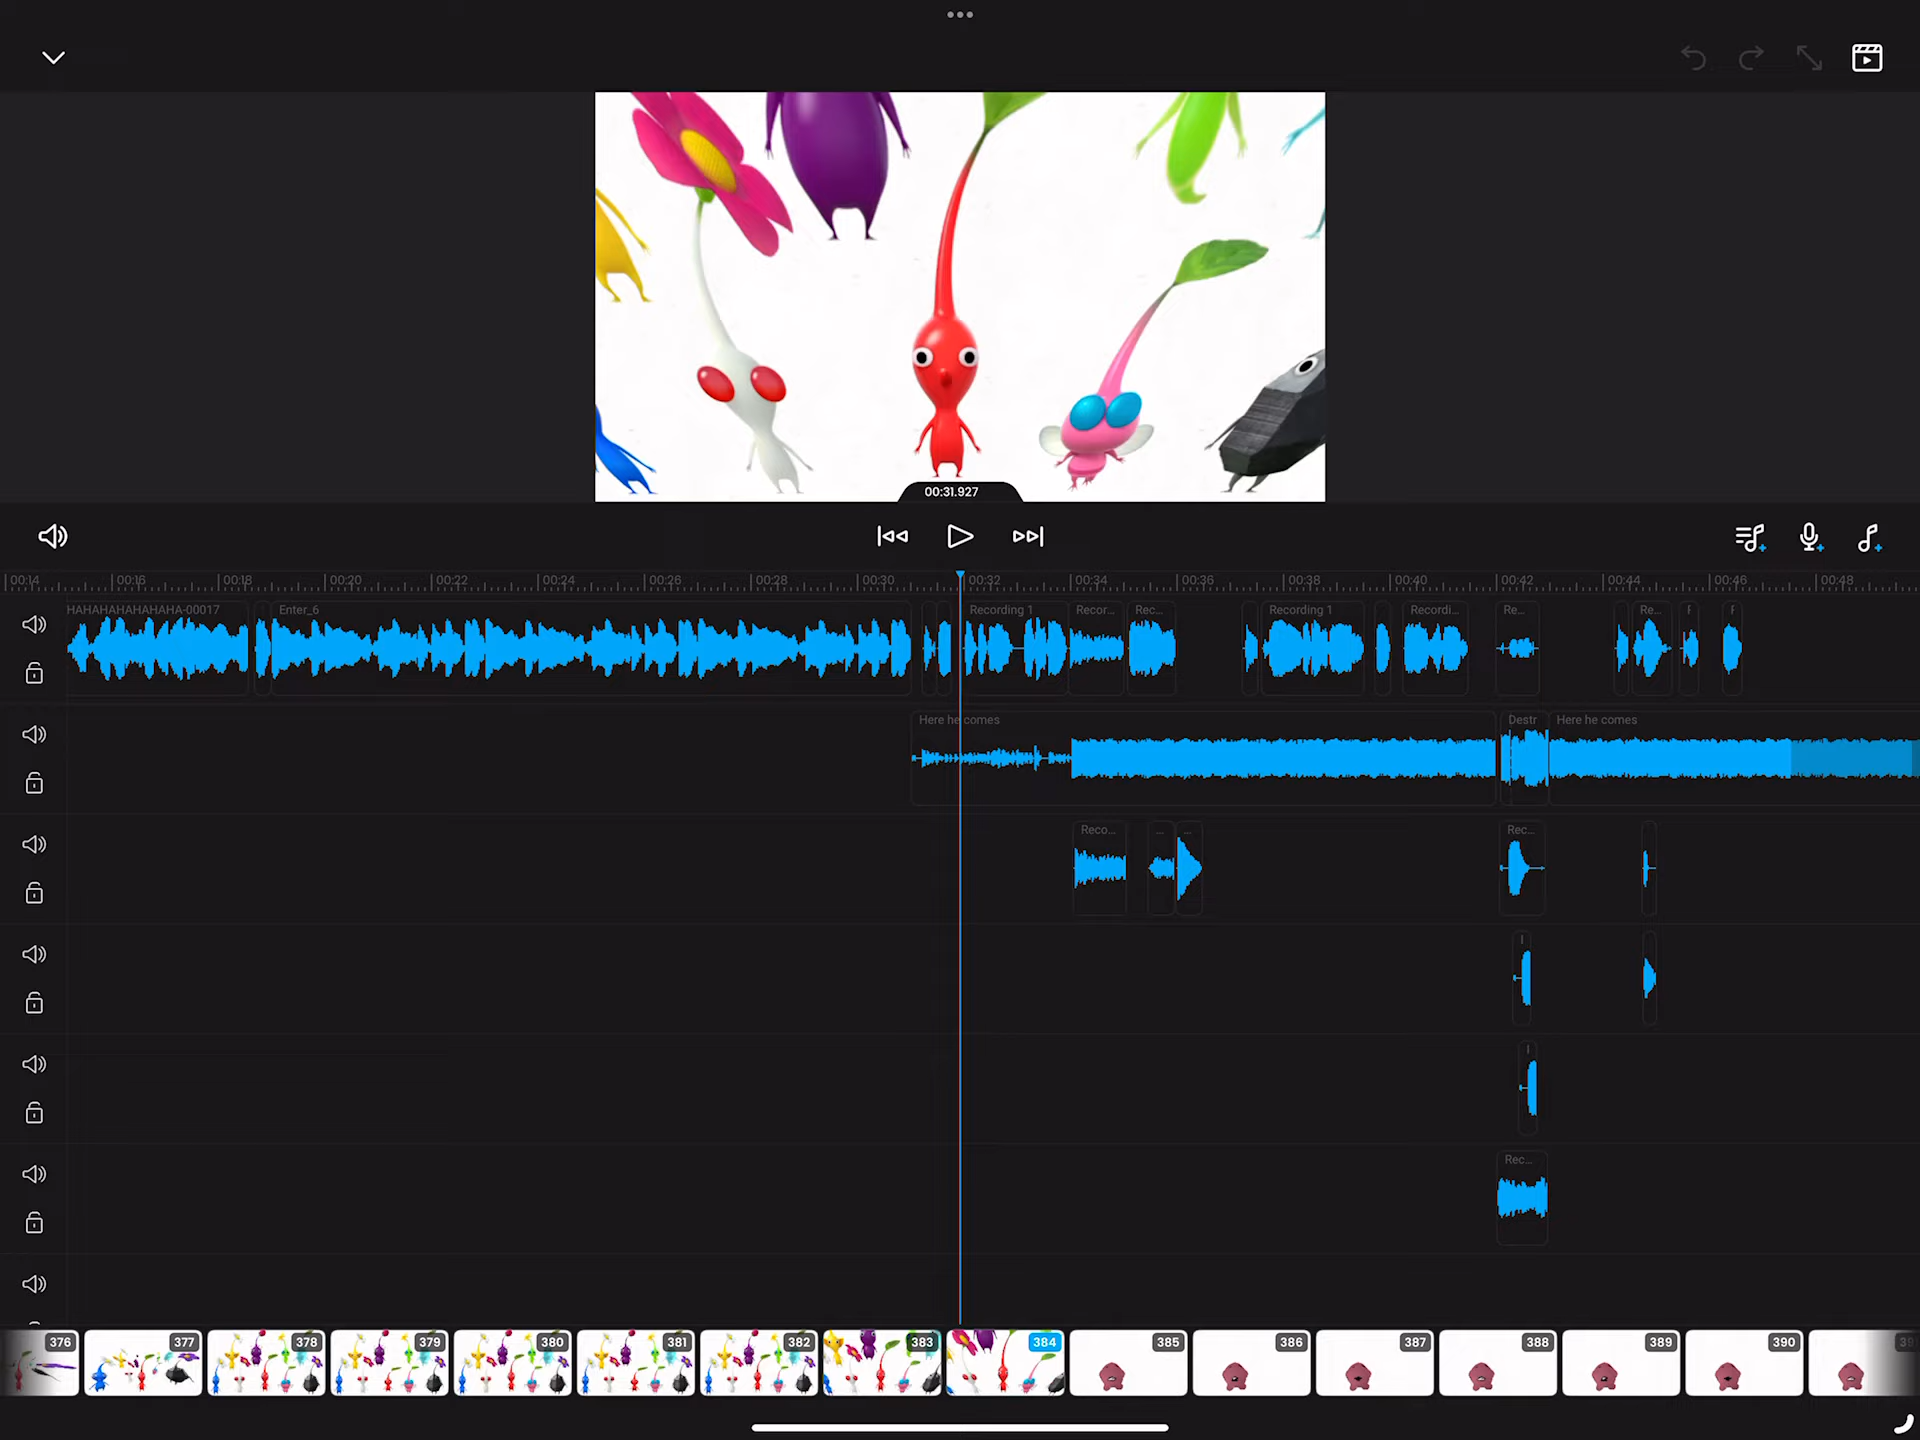 00:31.927
00:14 00:16 00:18 00:20 00:22 00:24 00:26 00:28 00:30 00:32 00:34 00:36 00:38 00:40 00:42 00:44 00:46 00:48
HAHAHAHAHAHAHA-00017 Enter_6 Recording 1 Recor... Rec... Recording 1 Recordi... Re... Re...
Here he comes Destr Here he comes
Reco... ... ... Rec...
Rec...
376 377 378 379 380 381 382 383 384 385 386 387 388 389 390